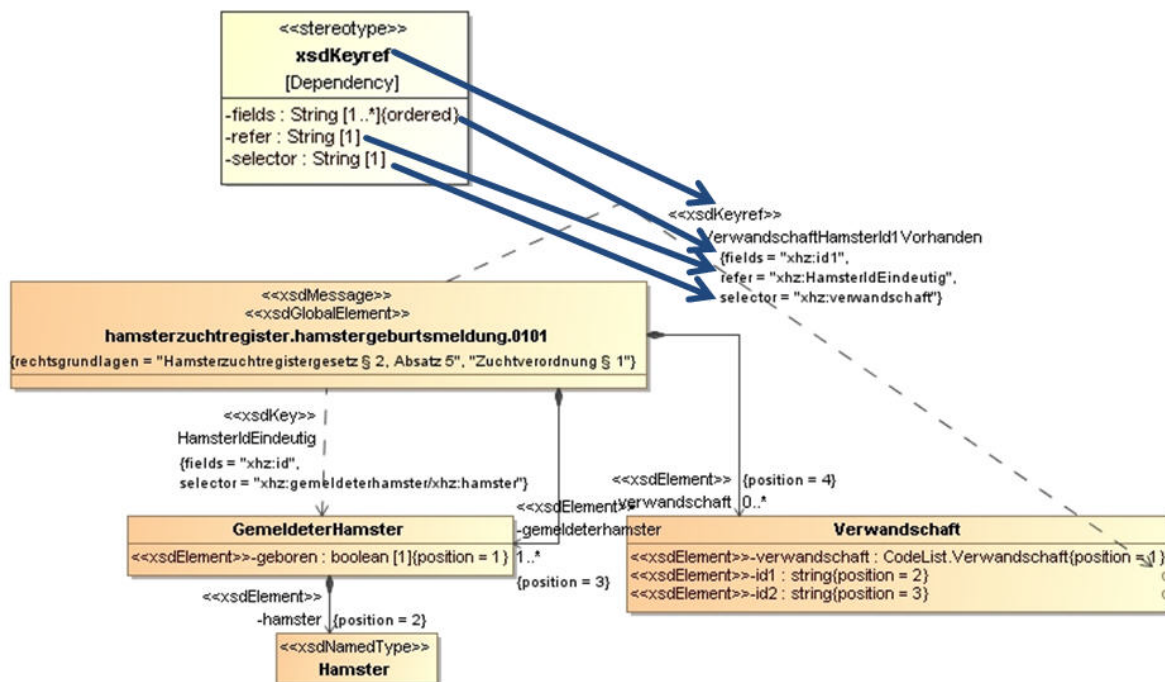 <<stereotype>>
xsdKeyref
[Dependency]
-fields : String [1..*]{ordered}
-refer : String [1]
-selector : String [1]
<<xsdKeyref>>
VerwandschaftHamsterId1Vorhanden
{fields = "xhz:id1",
refer = "xhz:HamsterIdEindeutig",
selector = "xhz:verwandschaft"}
<<xsdMessage>>
<<xsdGlobalElement>>
hamsterzuchtregister.hamstergeburtsmeldung.0101
{rechtsgrundlagen = "Hamsterzuchtregistergesetz § 2, Absatz 5", "Zuchtverordnung § 1"}
<<xsdKey>>
HamsterIdEindeutig
{fields = "xhz:id",
selector = "xhz:gemeldeterhamster/xhz:hamster"}
<<xsdElement>>
-verwandschaft
{position = 4}
0..*
<<xsdElement>>
-gemeldeterhamster
1..*
{position = 3}
GemeldeterHamster
<<xsdElement>>-geboren : boolean [1]{position = 1}
Verwandschaft
<<xsdElement>>-verwandschaft : CodeList.Verwandschaft{position = 1}
<<xsdElement>>-id1 : string{position = 2}
<<xsdElement>>-id2 : string{position = 3}
<<xsdElement>>
-hamster
{position = 2}
<<xsdNamedType>>
Hamster